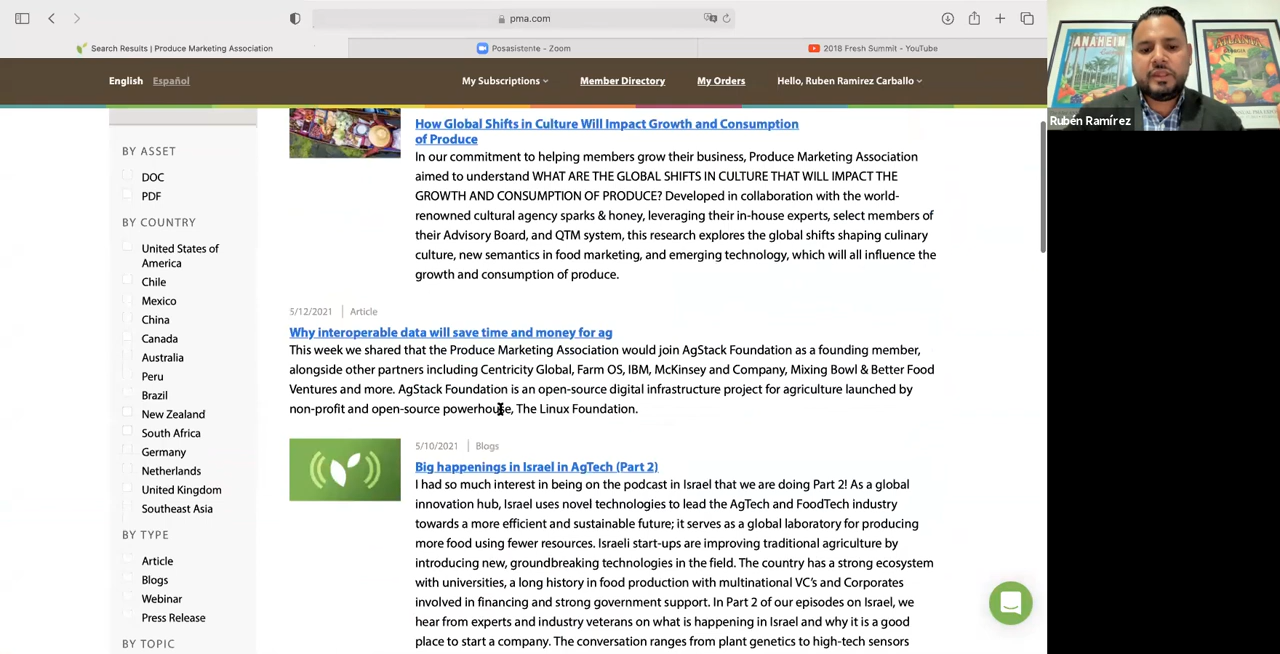 pma.com
Search Results | Produce Marketing Association
Posasistente - Zoom
2018 Fresh Summit - YouTube
English Español
My Subscriptions
Member Directory
My Orders
Hello, Ruben Ramirez Carballo
ANAHEIM
ATLANTA
GEORGIA
Rubén Ramírez
BY ASSET
DOC
PDF
BY COUNTRY
United States of
America
Chile
Mexico
China
Canada
Australia
Peru
Brazil
New Zealand
South Africa
Germany
Netherlands
United Kingdom
Southeast Asia
BY TYPE
Article
Blogs
Webinar
Press Release
BY TOPIC
How Global Shifts in Culture Will Impact Growth and Consumption
of Produce
In our commitment to helping members grow their business, Produce Marketing Association
aimed to understand WHAT ARE THE GLOBAL SHIFTS IN CULTURE THAT WILL IMPACT THE
GROWTH AND CONSUMPTION OF PRODUCE? Developed in collaboration with the world-
renowned cultural agency sparks & honey, leveraging their in-house experts, select members of
their Advisory Board, and QTM system, this research explores the global shifts shaping culinary
culture, new semantics in food marketing, and emerging technology, which will all influence the
growth and consumption of produce.
5/12/2021 | Article
Why interoperable data will save time and money for ag
This week we shared that the Produce Marketing Association would join AgStack Foundation as a founding member,
alongside other partners including Centricity Global, Farm OS, IBM, McKinsey and Company, Mixing Bowl & Better Food
Ventures and more. AgStack Foundation is an open-source digital infrastructure project for agriculture launched by
non-profit and open-source powerhouse, The Linux Foundation.
5/10/2021 | Blogs
Big happenings in Israel in AgTech (Part 2)
I had so much interest in being on the podcast in Israel that we are doing Part 2! As a global
innovation hub, Israel uses novel technologies to lead the AgTech and FoodTech industry
towards a more efficient and sustainable future; it serves as a global laboratory for producing
more food using fewer resources. Israeli start-ups are improving traditional agriculture by
introducing new, groundbreaking technologies in the field. The country has a strong ecosystem
with universities, a long history in food production with multinational VC's and Corporates
involved in financing and strong government support. In Part 2 of our episodes on Israel, we
hear from experts and industry veterans on what is happening in Israel and why it is a good
place to start a company. The conversation ranges from plant genetics to high-tech sensors